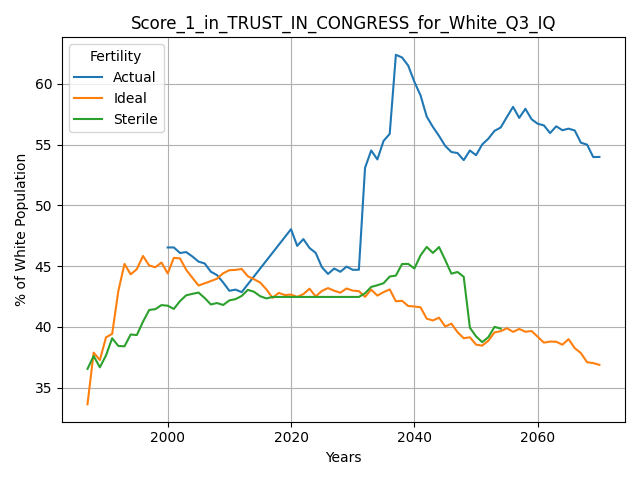 Score_1_in_TRUST_IN_CONGRESS_for_White_Q3_IQ
Fertility
Actual
Ideal
Sterile
% of White Population
60
55
50
45
40
35
2000
2020
2040
2060
Years